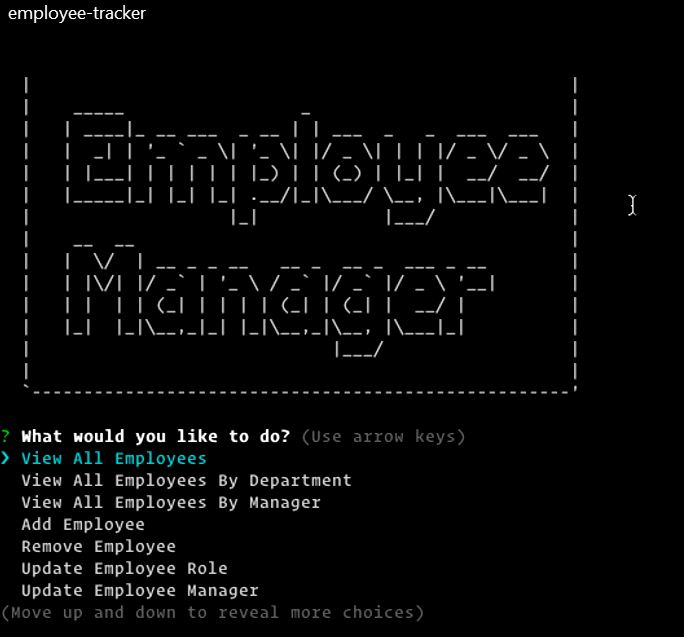 employee-tracker
Employee
Manager
? What would you like to do? (Use arrow keys)
❯ View All Employees
View All Employees By Department
View All Employees By Manager
Add Employee
Remove Employee
Update Employee Role
Update Employee Manager
(Move up and down to reveal more choices)